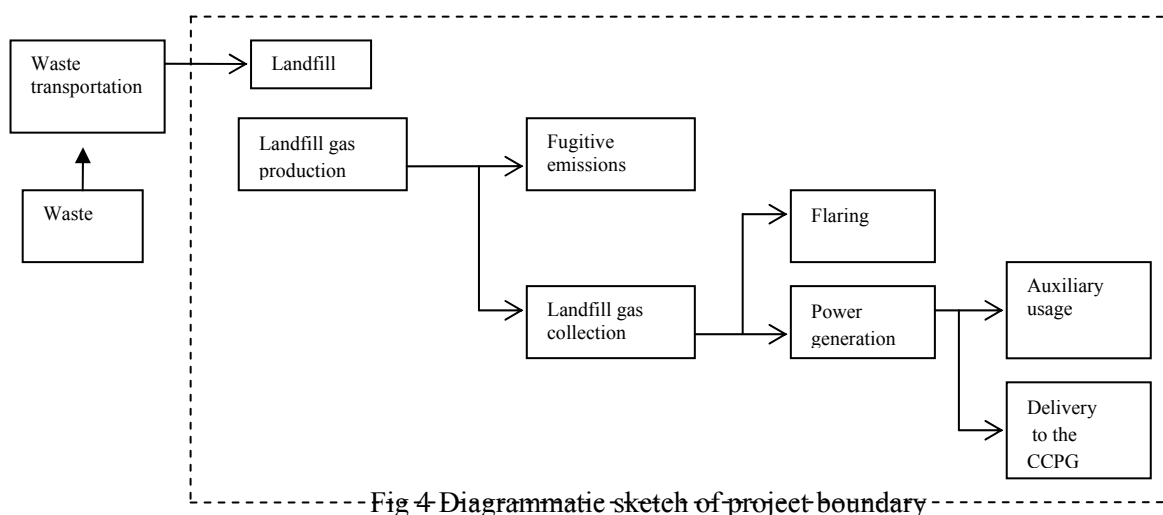 Waste
transportation
Landfill
Landfill gas
production
Fugitive
emissions
Waste
Flaring
Landfill gas
collection
Power
generation
Auxiliary
usage
Delivery
to the
CCPG
Fig 4 Diagrammatic sketch of project boundary